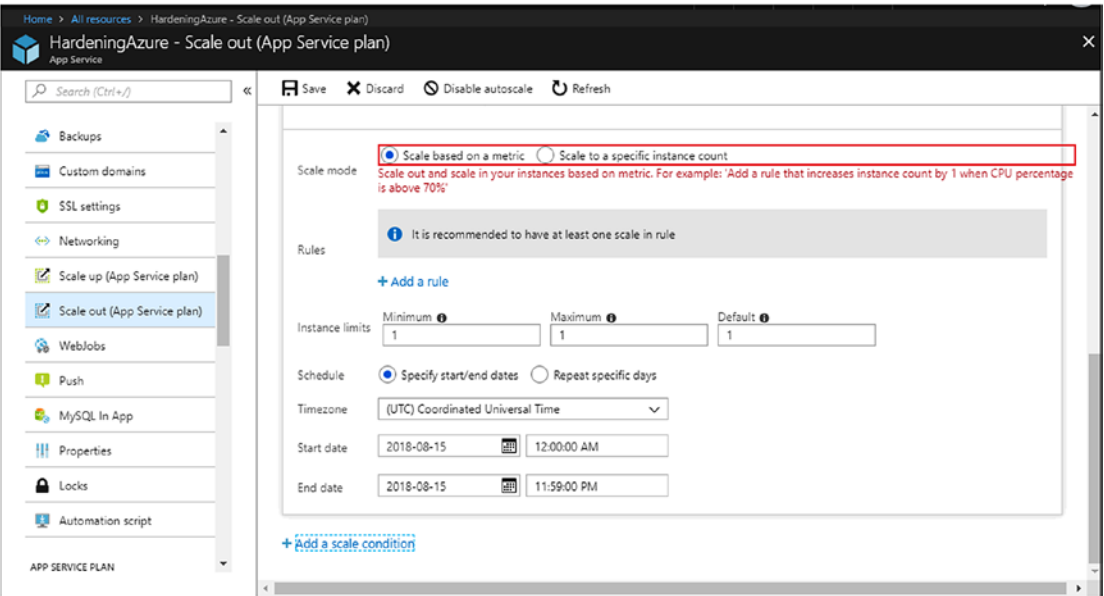 Home > All resources > HardeningAzure - Scale out (App Service plan)
HardeningAzure - Scale out (App Service plan)
App Service
Search (Ctrl+/)
Backups
Custom domains
SSL settings
Networking
Scale up (App Service plan)
Scale out (App Service plan)
WebJobs
Push
MySQL In App
Properties
Locks
Automation script
APP SERVICE PLAN
Save Discard Disable autoscale Refresh
Scale mode
Scale based on a metric Scale to a specific instance count
Scale out and scale in your instances based on metric. For example: 'Add a rule that increases instance count by 1 when CPU percentage
is above 70%'
Rules
It is recommended to have at least one scale in rule
+ Add a rule
Instance limits
Minimum Maximum Default
1 1 1
Schedule Specify start/end dates Repeat specific days
Timezone (UTC) Coordinated Universal Time
Start date 2018-08-15 12:00:00 AM
End date 2018-08-15 11:59:00 PM
+ Add a scale condition